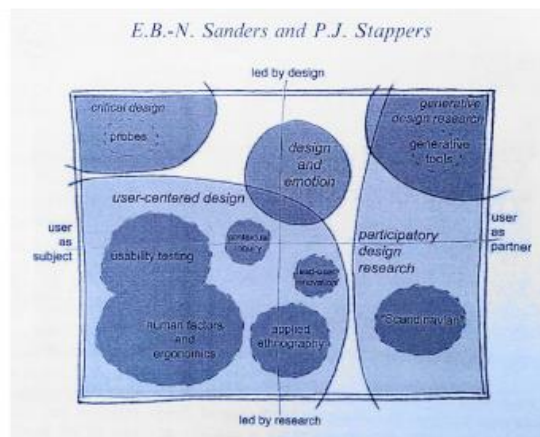 E.B.-N. Sanders and P.J. Stappers
led by design
critical design
probes
generative
design research
generative
tools
design
and
emotion
user-centered design
user
as
subject
user
as
partner
participatory
design
research
contextual
inquiry
usability testing
lead-user
innovation
human factors
and
ergonomics
applied
ethnography
"Scandinavian"
led by research